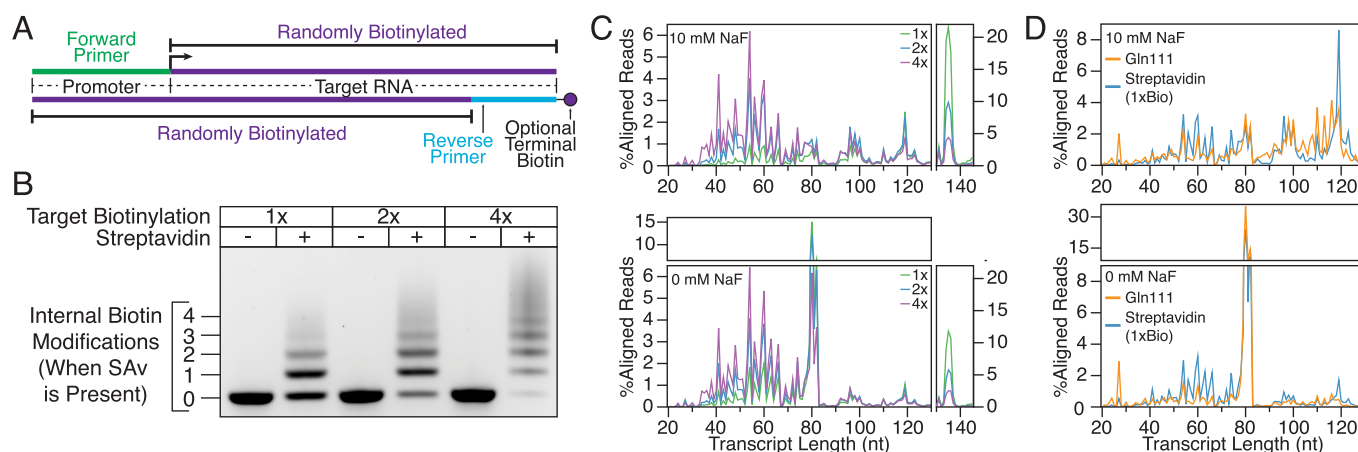 A
Forward
Primer
Randomly Biotinylated
Promoter
Target RNA
Randomly Biotinylated
Reverse
Primer
Optional
Terminal
Biotin
B
Target Biotinylation
1x
2x
4x
Streptavidin
-
+
-
+
-
+
Internal Biotin
Modifications
(When SAv
is Present)
4
3
2
1
0
C
%Aligned Reads
10 mM NaF
1x
2x
4x
6
5
4
3
2
1
0
20
15
10
5
0
20
40
60
80
100
120
140
%Aligned Reads
15
10
0 mM NaF
1x
2x
4x
6
5
4
3
2
1
0
20
15
10
5
0
20
40
60
80
100
120
140
Transcript Length (nt)
D
%Aligned Reads
10 mM NaF
Gln111
Streptavidin
(1xBio)
8
6
4
2
0
20
40
60
80
100
120
%Aligned Reads
30
15
0 mM NaF
Gln111
Streptavidin
(1xBio)
8
6
4
2
0
20
40
60
80
100
120
Transcript Length (nt)